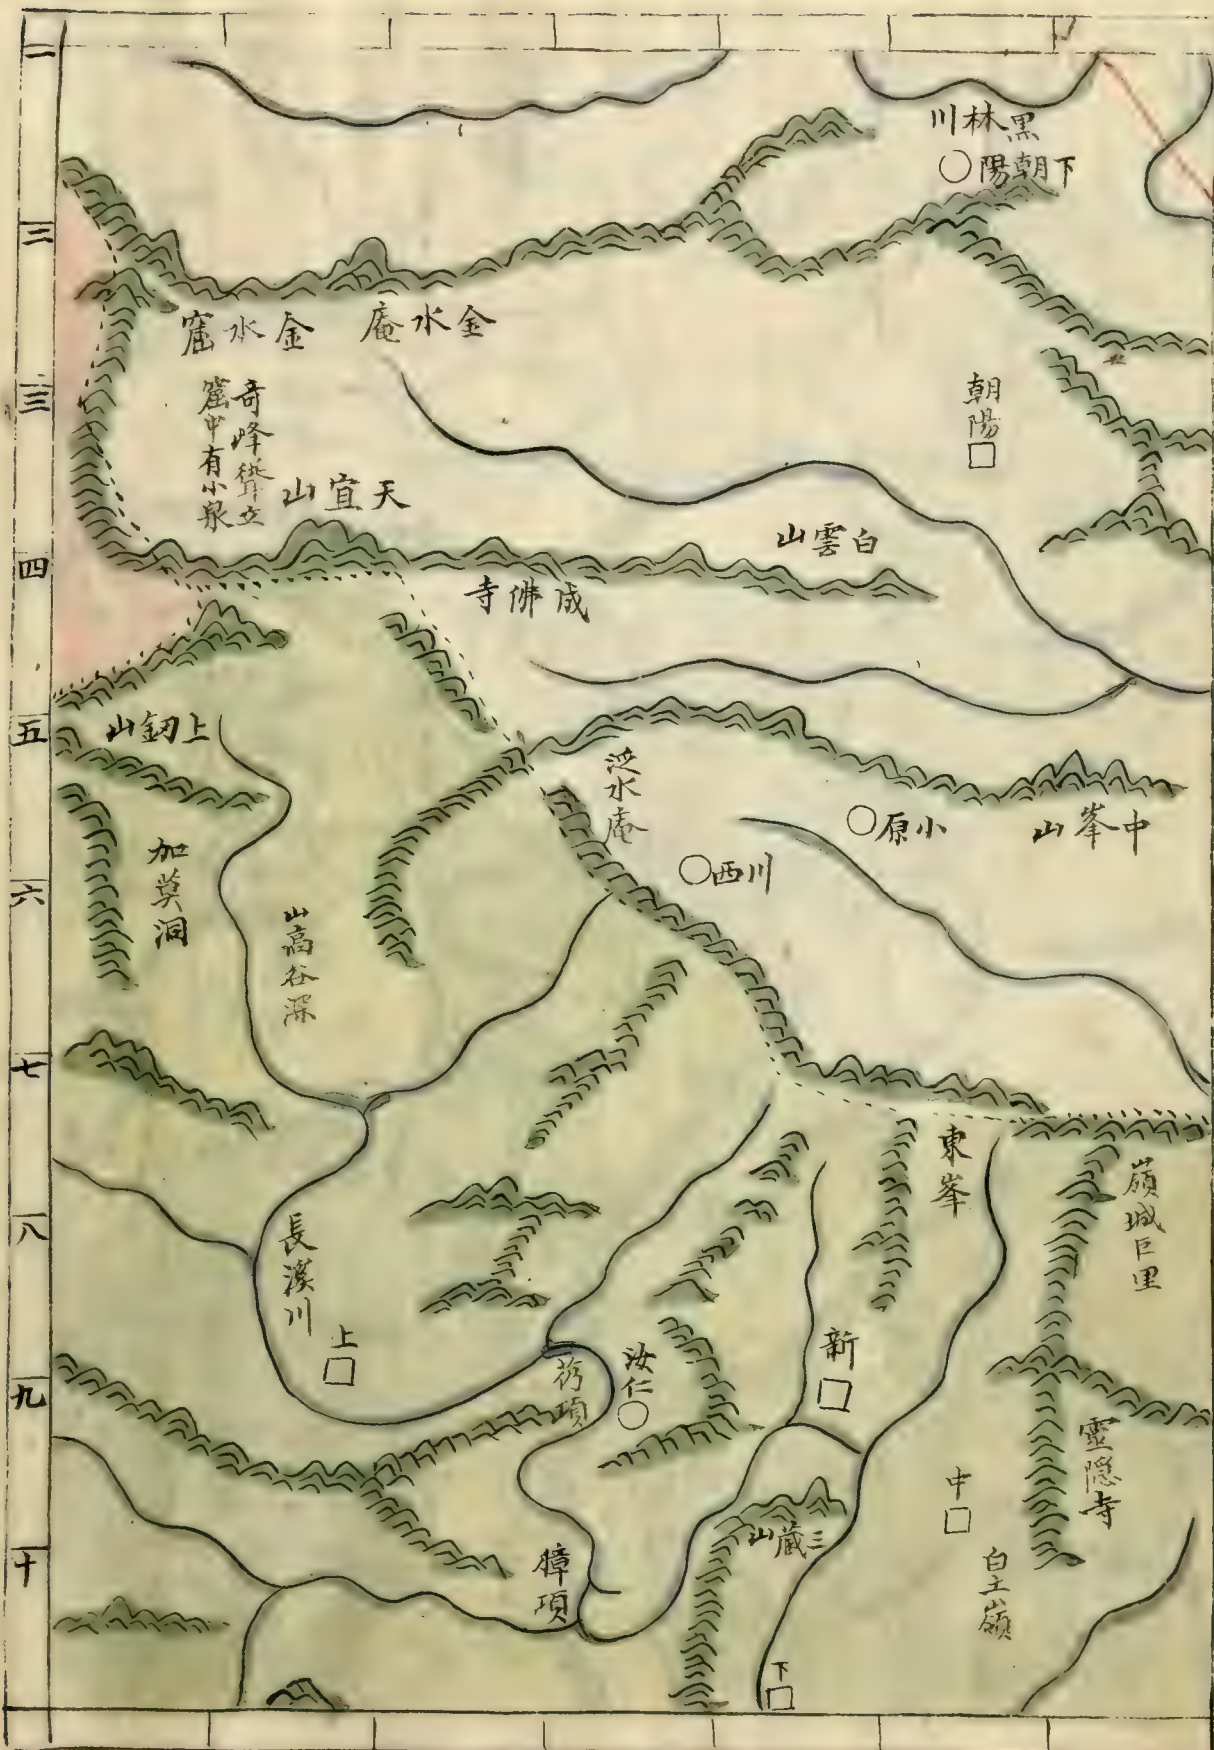 一
二
三
四
五
六
七
八
九
十
黑林川
下朝陽
金水庵
金水窟
奇峰聳立
窟中有小泉
朝陽
天宜山
白雲山
成佛寺
上釼山
泛水庵
小原
中峯山
川西
加莫洞
山高谷深
東峯
嶺城巨里
長溪川
上
汝仁
新
靈隱寺
中
三藏山
獐項
白土嶺
下